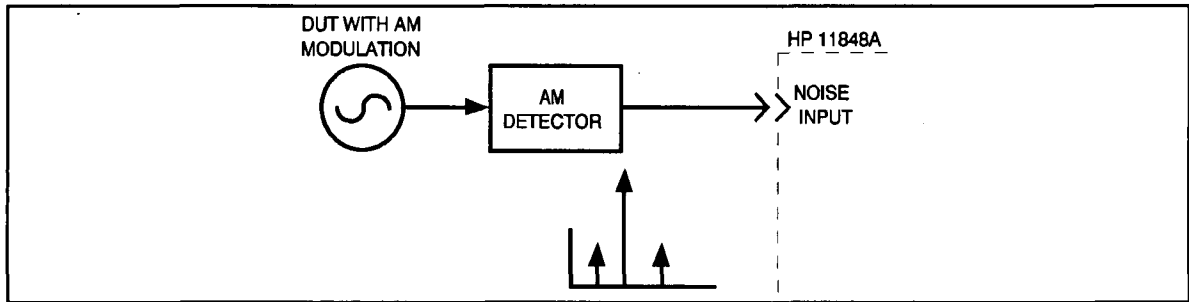 DUT WITH AM
MODULATION
AM
DETECTOR
HP 11848A
NOISE
INPUT